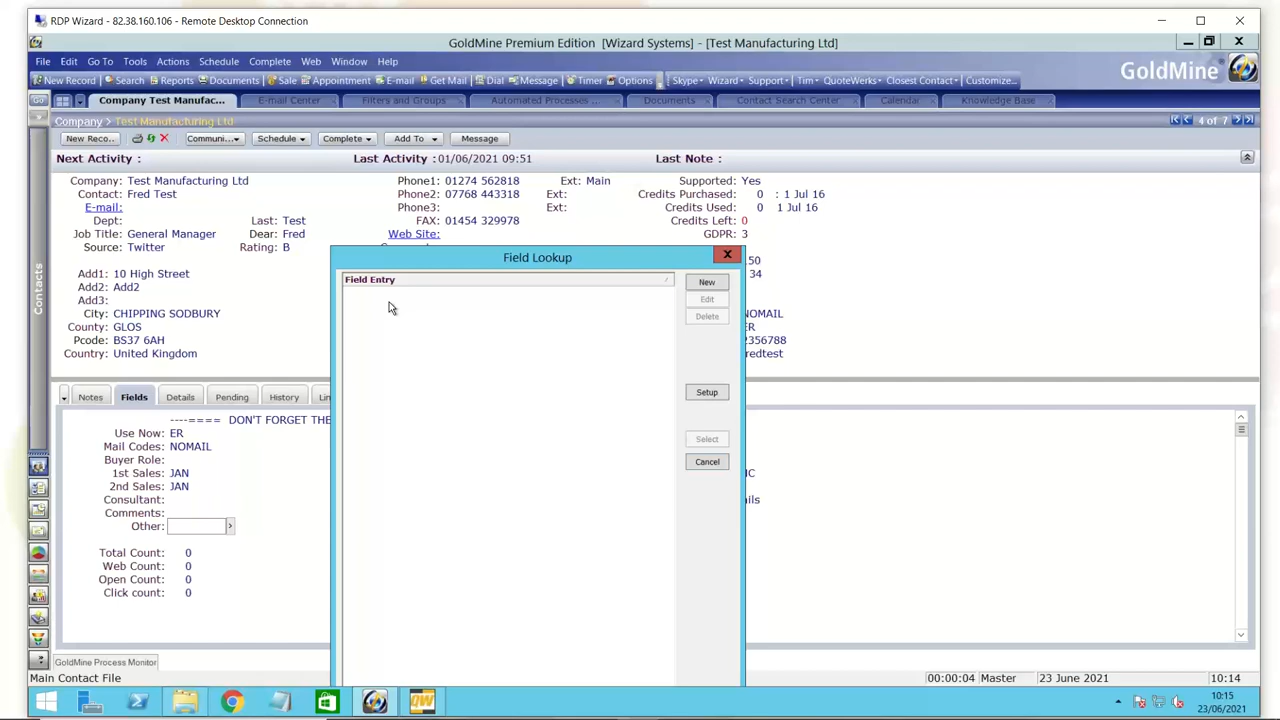 RDP Wizard - 82.38.160.106 - Remote Desktop Connection
GoldMine Premium Edition [Wizard Systems] - [Test Manufacturing Ltd]
File Edit Go To Tools Actions Schedule Complete Web Window Help
New Record Search Reports Documents Sale Appointment E-mail Get Mail Dial Message Timer Options Skype Wizard Support Tim QuoteWerks Closest Contact Customize...
GoldMine
Go
Company Test Manufac... E-mail Center Filters and Groups Automated Processes ... Documents Contact Search Center Calendar Knowledge Base
Company > Test Manufacturing Ltd 4 of 7
New Reco... Communi... Schedule Complete Add To Message
Next Activity : Last Activity : 01/06/2021 09:51 Last Note :
Company: Test Manufacturing Ltd Phone1: 01274 562818 Ext: Main Supported: Yes
Contact: Fred Test Phone2: 07768 443318 Ext: Credits Purchased: 0 : 1 Jul 16
E-mail: Phone3: Ext: Credits Used: 0 1 Jul 16
Dept: Last: Test FAX: 01454 329978 Credits Left: 0
Job Title: General Manager Dear: Fred Web Site: GDPR: 3
Source: Twitter Rating: B
Field Lookup
50
Add1: 10 High Street 34
Add2: Add2 Field Entry New
Add3: Edit
City: CHIPPING SODBURY Delete NOMAIL
County: GLOS ER
Pcode: BS37 6AH 2356788
Country: United Kingdom redtest
Contacts
Notes Fields Details Pending History Lin Setup
----==== DON'T FORGET THE
Use Now: ER Select
Mail Codes: NOMAIL
Buyer Role: Cancel
1st Sales: JAN C
2nd Sales: JAN
Consultant: ils
Comments:
Other:
Total Count: 0
Web Count: 0
Open Count: 0
Click count: 0
GoldMine Process Monitor
Main Contact File 00:00:04 Master 23 June 2021 10:14
QW
10:15
23/06/2021